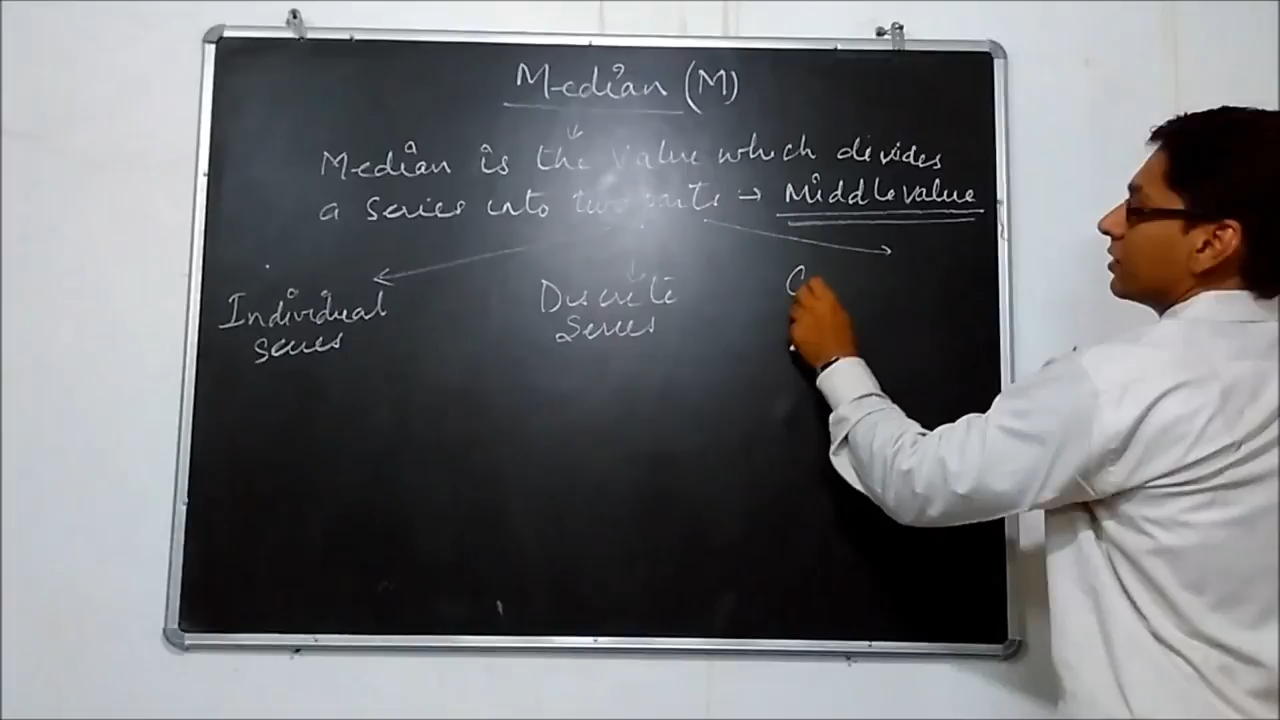 Median (M)
Median is the value which divides
a series into two parts → Middle value
Individual
series
Discrete
Series
C